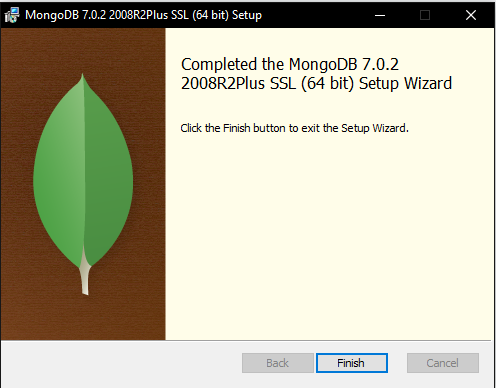 MongoDB 7.0.2 2008R2Plus SSL (64 bit) Setup
Completed the MongoDB 7.0.2
2008R2Plus SSL (64 bit) Setup Wizard
Click the Finish button to exit the Setup Wizard.
Back
Finish
Cancel